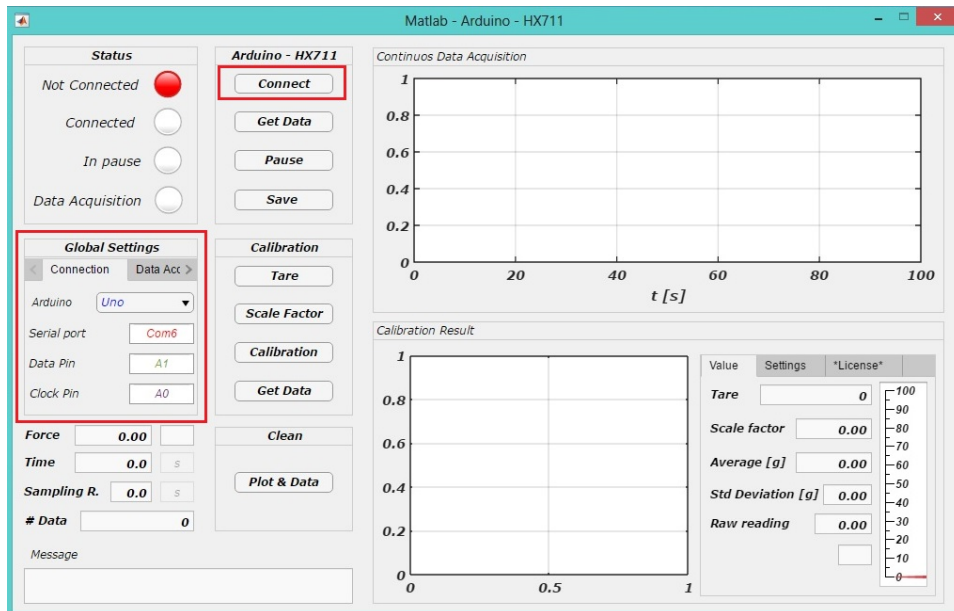 Matlab - Arduino - HX711
Status
Not Connected
Connected
In pause
Data Acquisition
Arduino - HX711
Connect
Get Data
Pause
Save
Continuos Data Acquisition
1
0.8
0.6
0.4
0.2
0
0 20 40 60 80 100
t [s]
Global Settings
Connection Data Acc
Arduino Uno
Serial port Com6
Data Pin A1
Clock Pin A0
Calibration
Tare
Scale Factor
Calibration
Get Data
Force 0.00
Time 0.0 s
Sampling R. 0.0 s
# Data 0
Clean
Plot & Data
Message
Calibration Result
1
0.8
0.6
0.4
0.2
0
0 0.5 1
Value Settings *License*
Tare 0
Scale factor 0.00
Average [g] 0.00
Std Deviation [g] 0.00
Raw reading 0.00
100
90
80
70
60
50
40
30
20
10
0